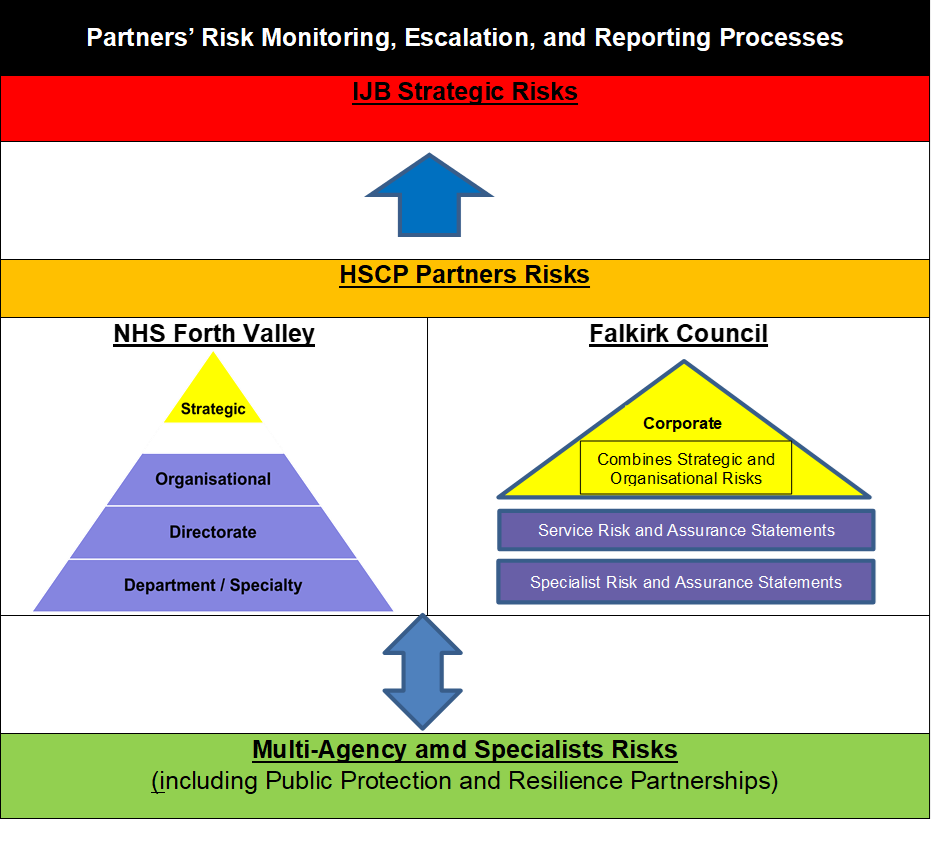 Partners’ Risk Monitoring, Escalation, and Reporting Processes
IJB Strategic Risks
HSCP Partners Risks
NHS Forth Valley
Strategic
Organisational
Directorate
Department / Specialty
Falkirk Council
Corporate
Combines Strategic and
Organisational Risks
Service Risk and Assurance Statements
Specialist Risk and Assurance Statements
Multi-Agency amd Specialists Risks
(including Public Protection and Resilience Partnerships)